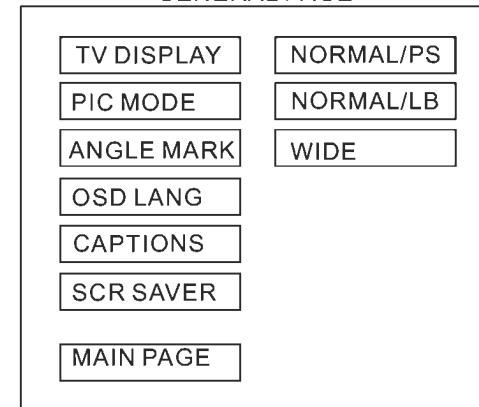 TV DISPLAY NORMAL/PS
PIC MODE NORMAL/LB
ANGLE MARK WIDE
OSD LANG
CAPTIONS
SCR SAVER
MAIN PAGE